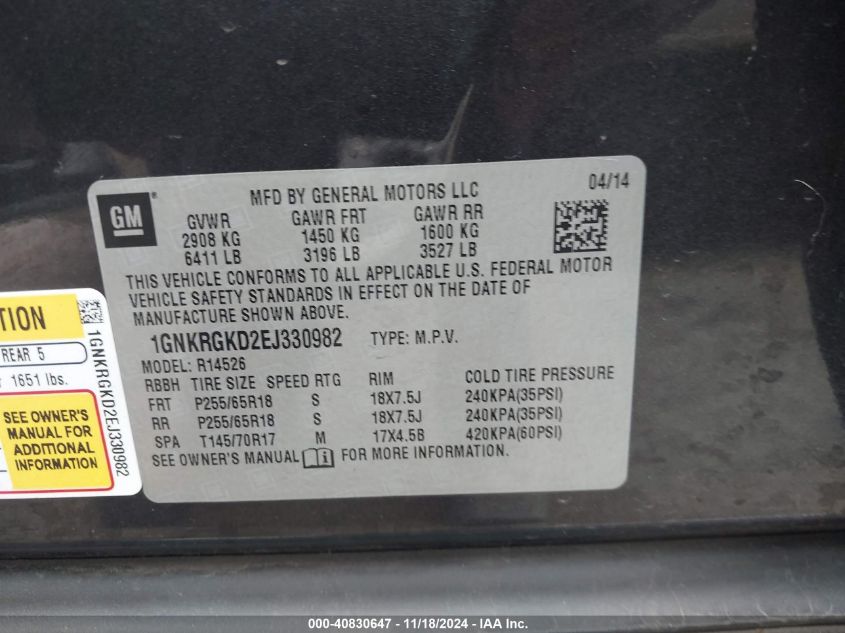 MFD BY GENERAL MOTORS LLC
04/14
GM
GVWR GAWR FRT GAWR RR
2908 KG 1450 KG 1600 KG
6411 LB 3196 LB 3527 LB
THIS VEHICLE CONFORMS TO ALL APPLICABLE U.S. FEDERAL MOTOR
VEHICLE SAFETY STANDARDS IN EFFECT ON THE DATE OF
MANUFACTURE SHOWN ABOVE.
1GNKRGKD2EJ330982 TYPE: M.P.V.
MODEL: R14526
RBBH TIRE SIZE SPEED RTG RIM COLD TIRE PRESSURE
FRT P255/65R18 S 18X7.5J 240KPA(35PSI)
RR P255/65R18 S 18X7.5J 240KPA(35PSI)
SPA T145/70R17 M 17X4.5B 420KPA(60PSI)
SEE OWNER'S MANUAL FOR MORE INFORMATION.
REAR 5
1651 lbs.
SEE OWNER'S
MANUAL FOR
ADDITIONAL
INFORMATION
1GNKRGKD2EJ330982
000-40830647 - 11/18/2024 - IAA Inc.